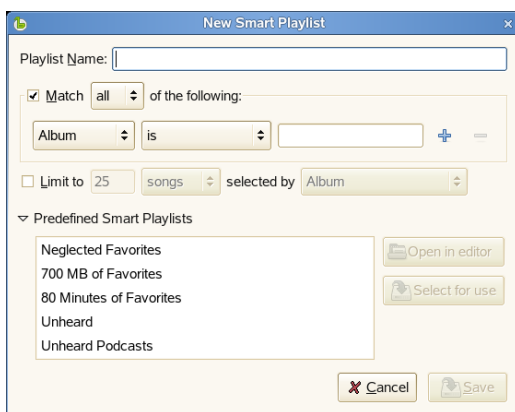 New Smart Playlist
Playlist Name:
Match all of the following:
Album is
Limit to 25 songs selected by Album
Predefined Smart Playlists
Neglected Favorites
700 MB of Favorites
80 Minutes of Favorites
Unheard
Unheard Podcasts
Open in editor
Select for use
Cancel Save